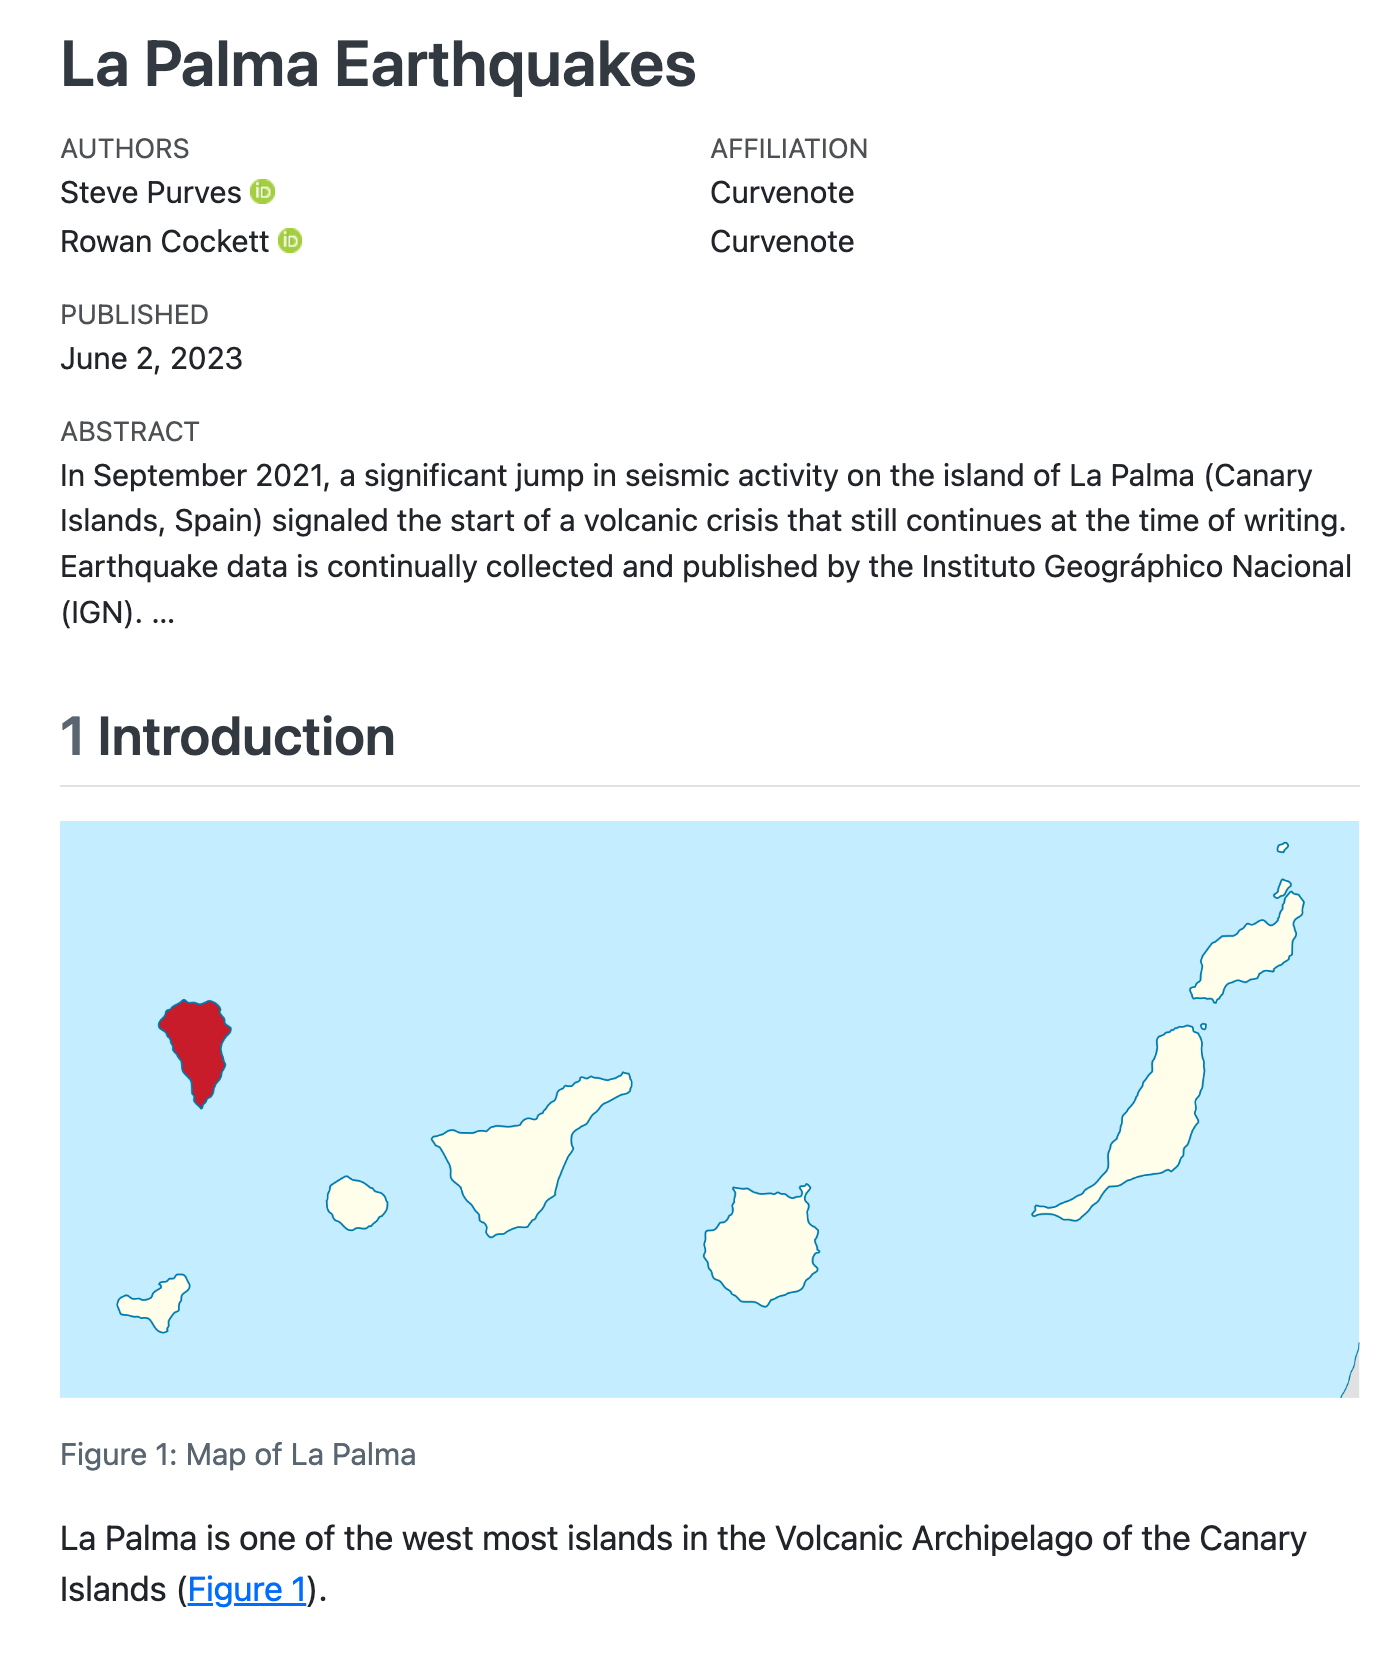 La Palma Earthquakes
AUTHORS
AFFILIATION
Steve Purves iD
Curvenote
Rowan Cockett iD
Curvenote
PUBLISHED
June 2, 2023
ABSTRACT
In September 2021, a significant jump in seismic activity on the island of La Palma (Canary
Islands, Spain) signaled the start of a volcanic crisis that still continues at the time of writing.
Earthquake data is continually collected and published by the Instituto Geográphico Nacional
(IGN). ...
1 Introduction
Figure 1: Map of La Palma
La Palma is one of the west most islands in the Volcanic Archipelago of the Canary
Islands (Figure 1).